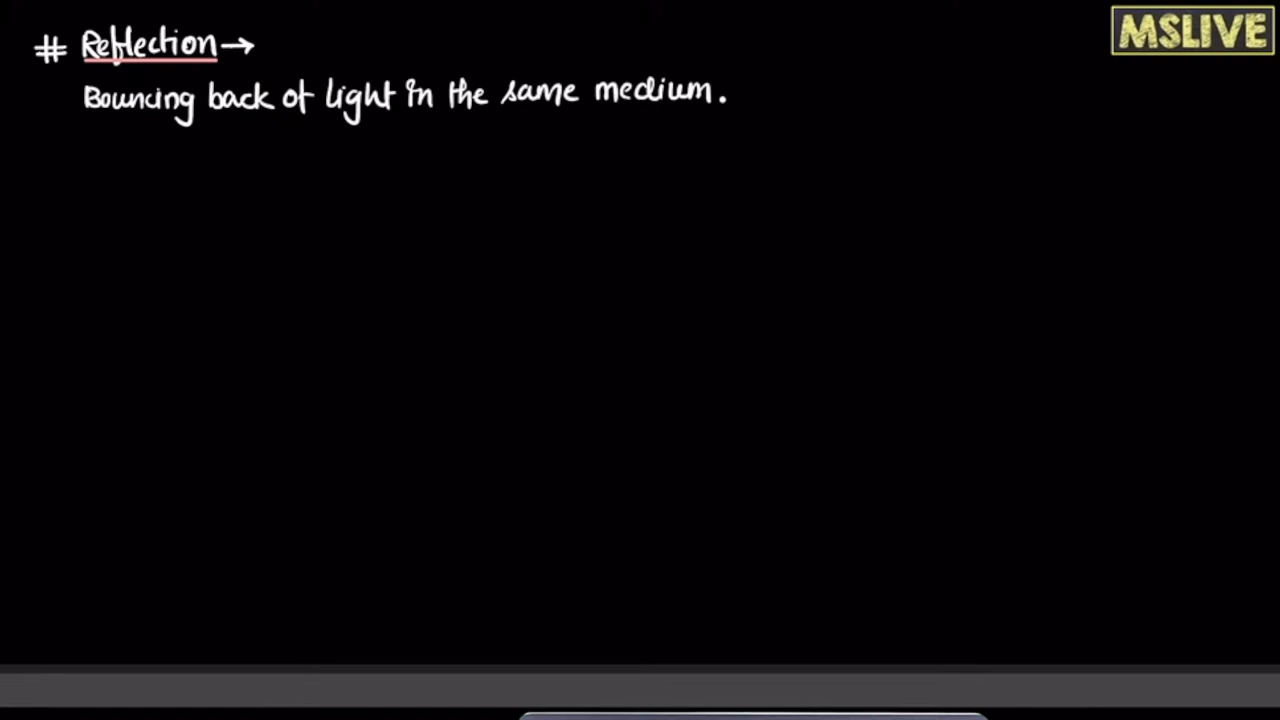 # Reflection →
Bouncing back of light in the same medium.
MSLIVE